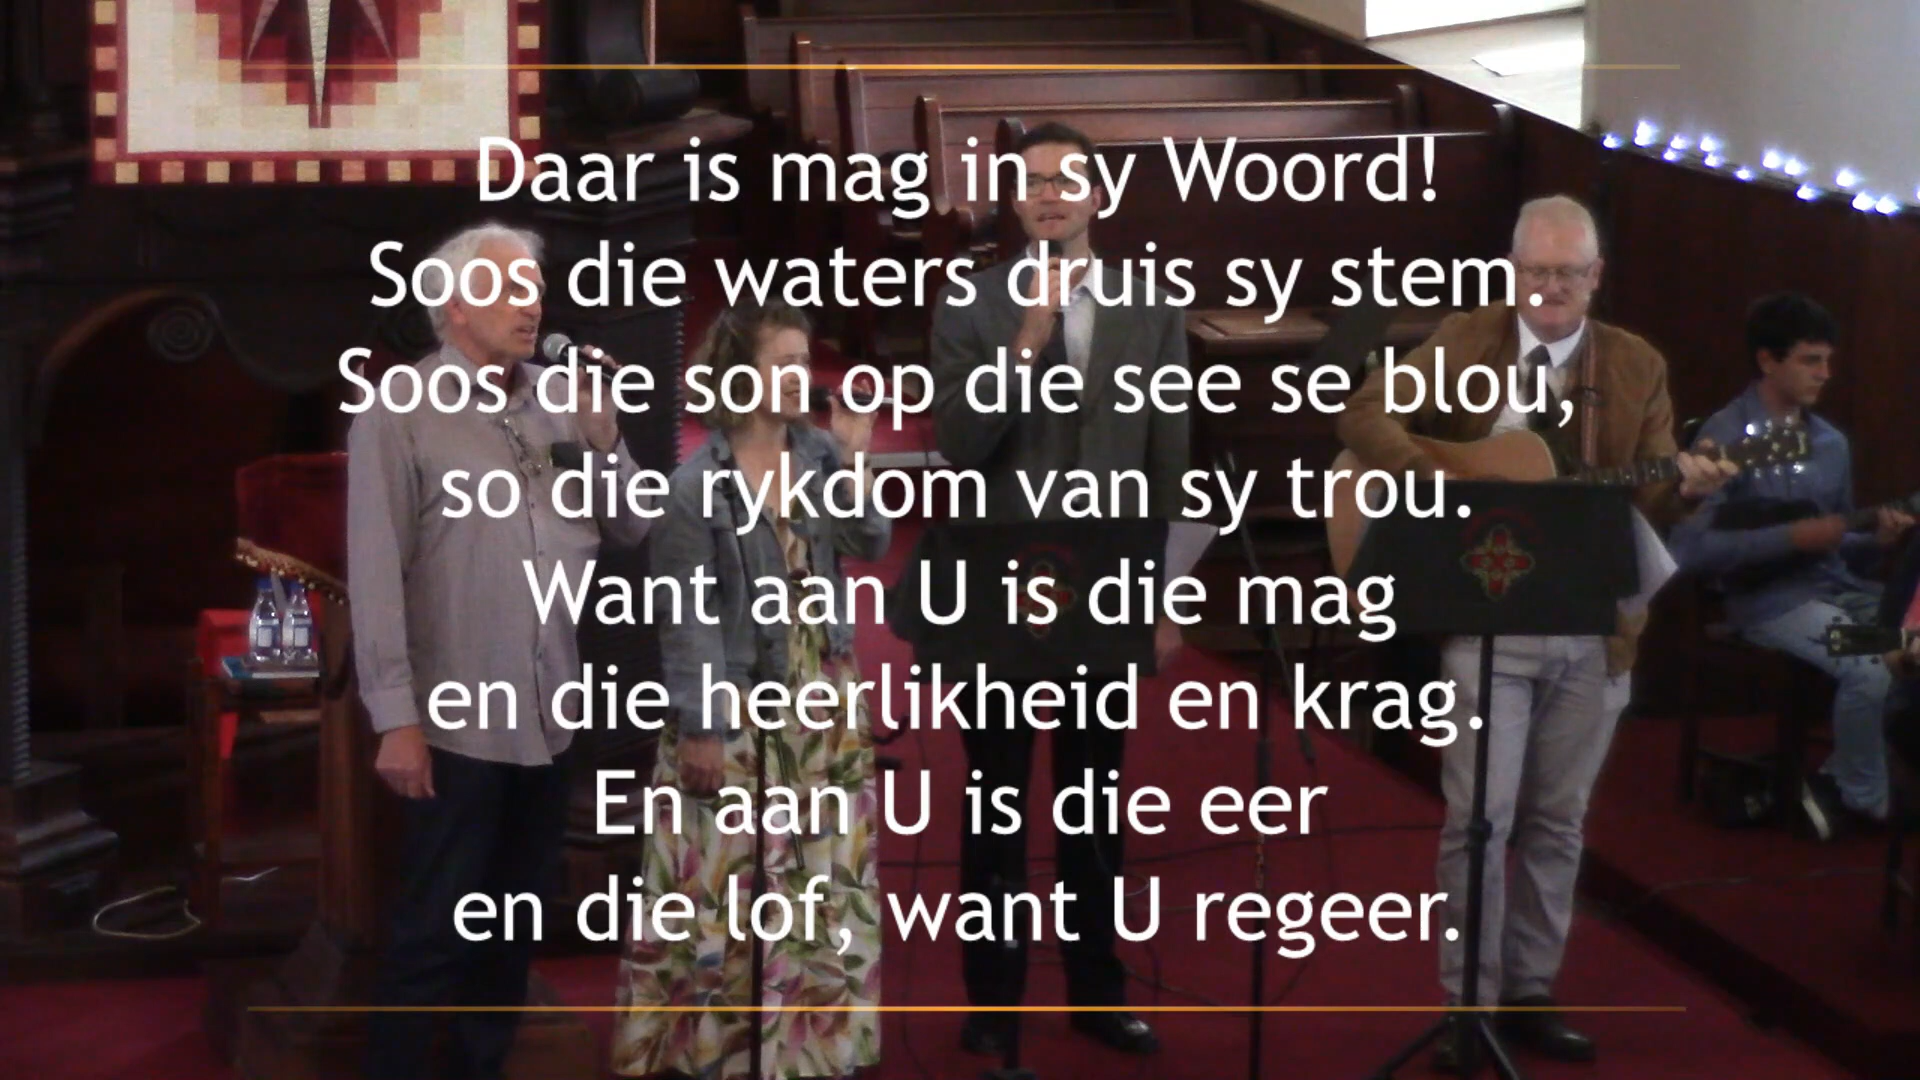 Daar is mag in sy Woord!
Soos die waters druis sy stem.
Soos die son op die see se blou,
so die rykdom van sy trou.
Want aan U is die mag
en die heerlikheid en krag.
En aan U is die eer
en die lof, want U regeer.